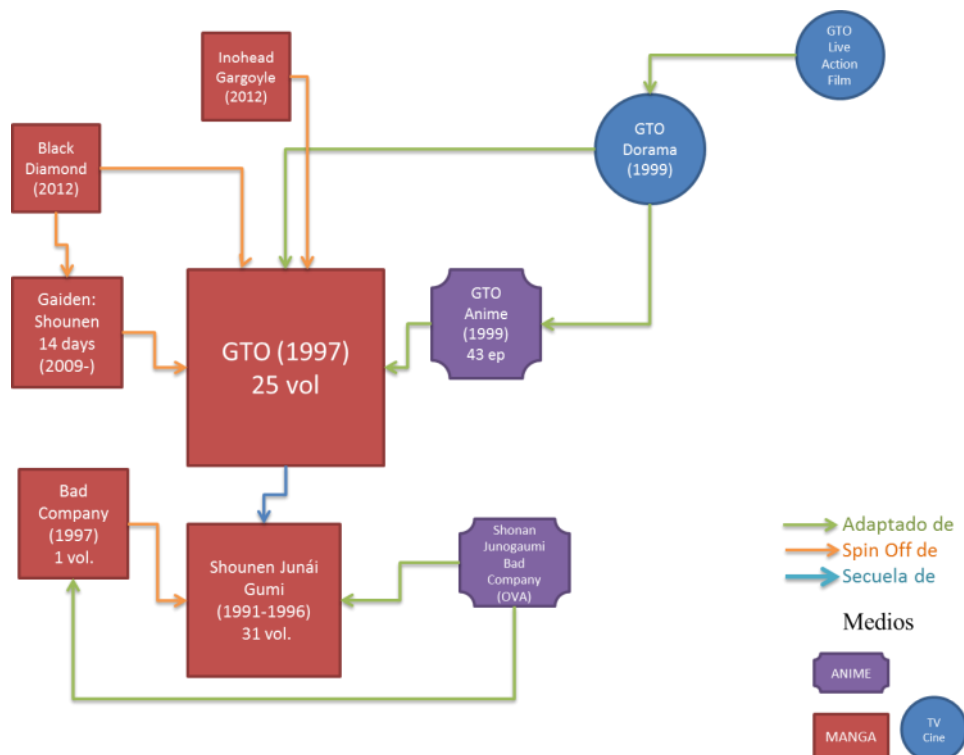 Inohead
Gargoyle
(2012)
GTO
Live
Action
Film
Black
Diamond
(2012)
GTO
Dorama
(1999)
Gaiden:
Shounen
14 days
(2009-)
GTO (1997)
25 vol
GTO
Anime
(1999)
43 ep
Bad
Company
(1997)
1 vol.
Shounen Junái
Gumi
(1991-1996)
31 vol.
Shonan
Junogaumi
Bad
Company
(OVA)
Adaptado de
Spin Off de
Secuela de
Medios
ANIME
MANGA
TV
Cine